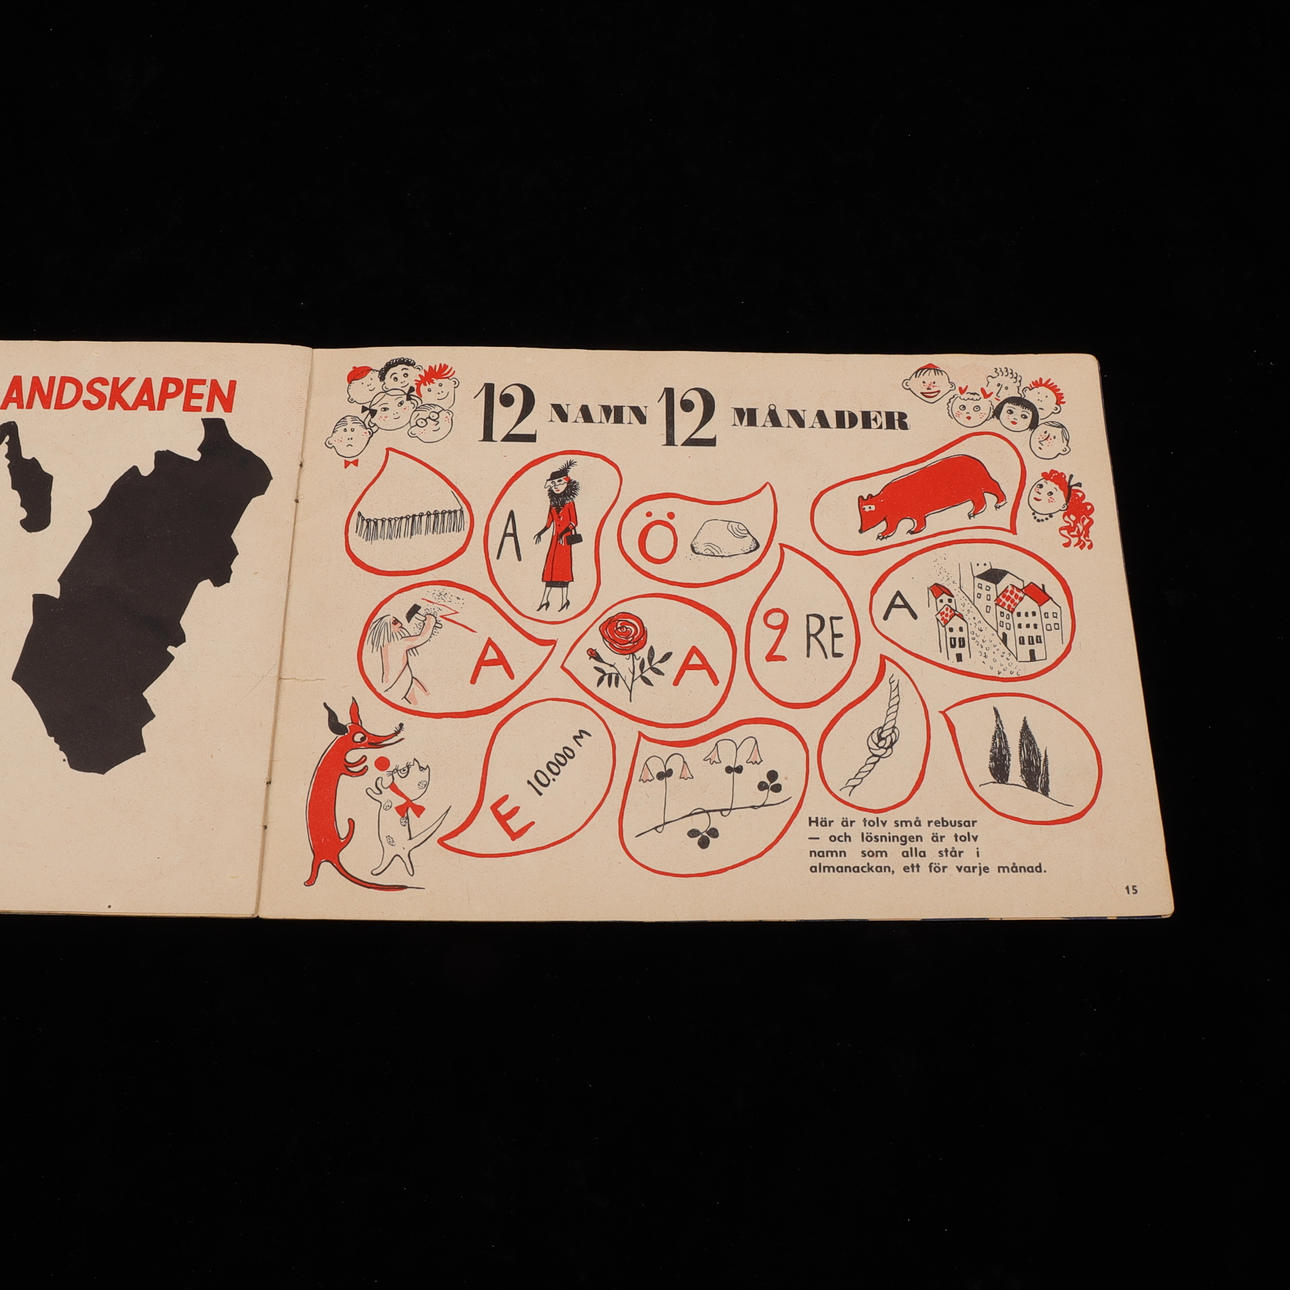 ANDSKAPEN
12 NAMN 12 MÅNADER
A
Ö
A
A
A
2 RE
E 10.000 M
Här är tolv små rebusar
— och lösningen är tolv
namn som alla står i
almanackan, ett för varje månad.
15